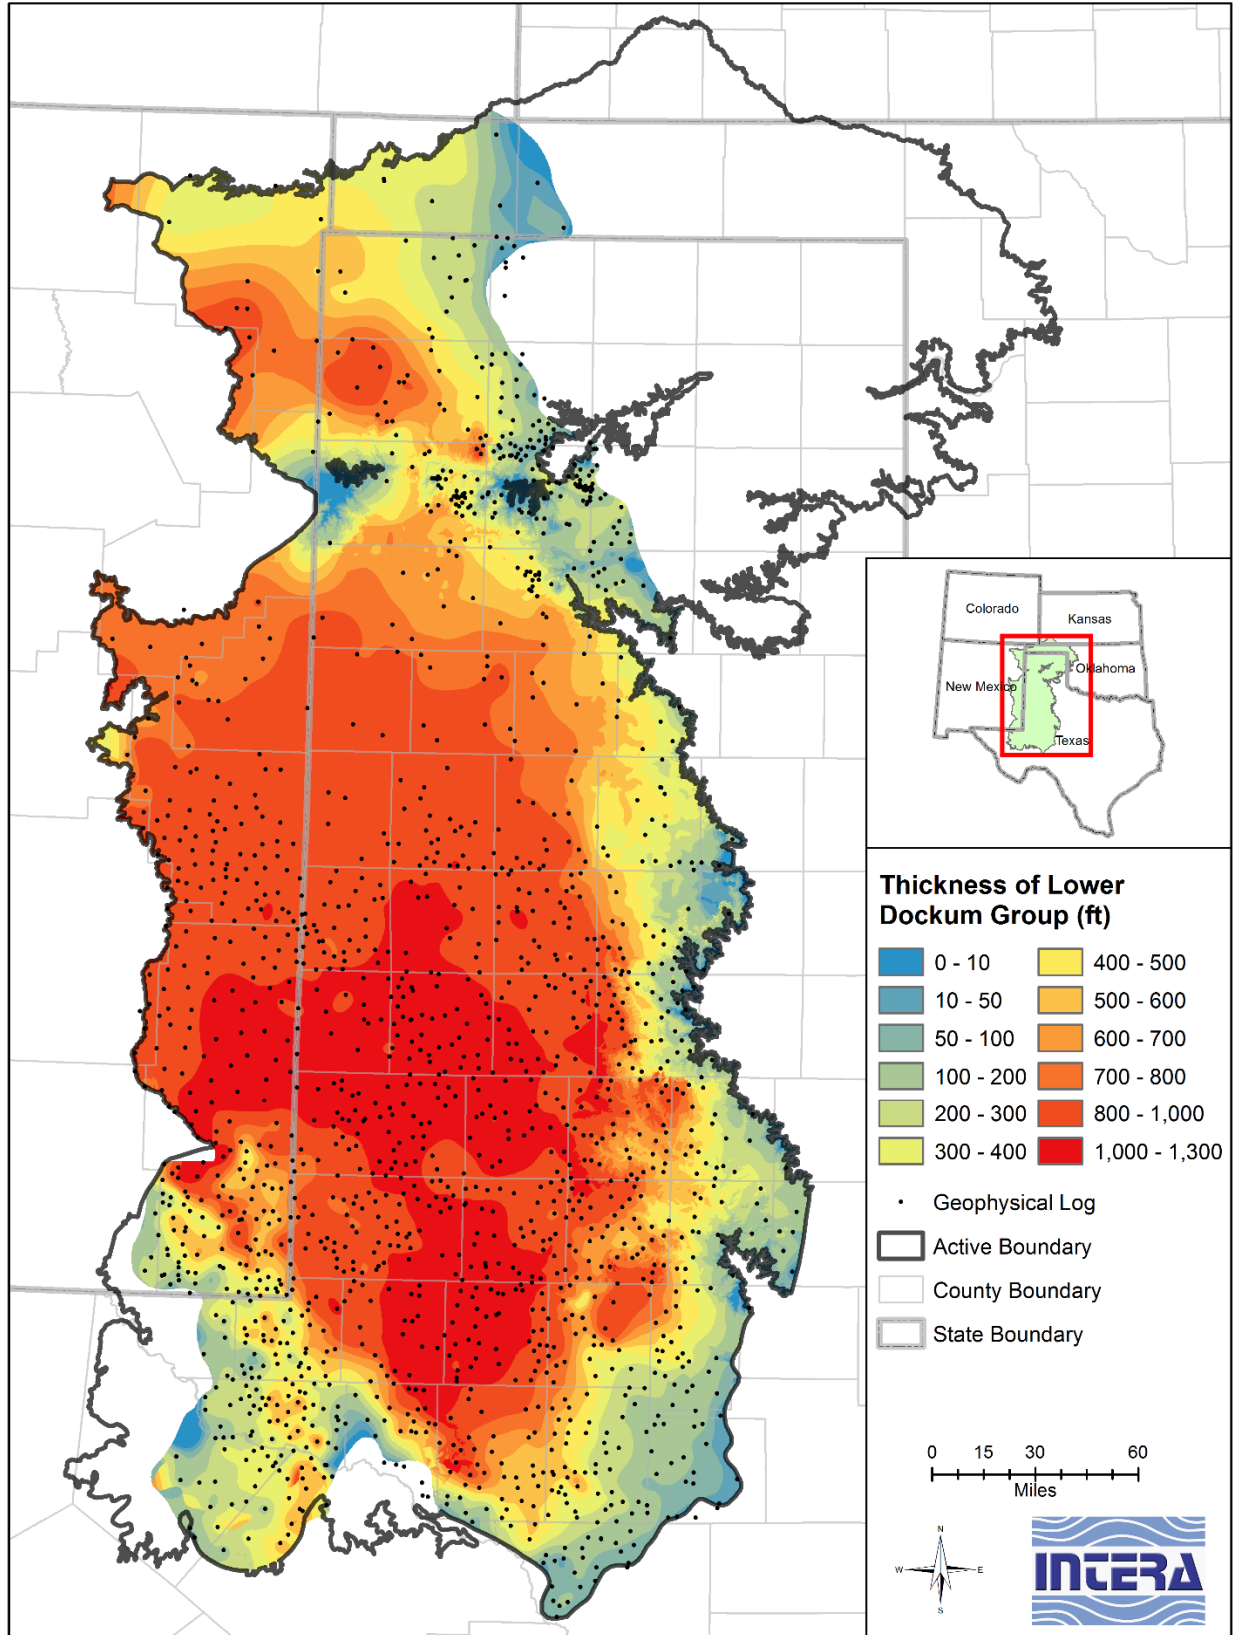 Colorado
Kansas
New Mexico
Oklahoma
Texas
Thickness of Lower
Dockum Group (ft)
0 - 10
400 - 500
10 - 50
500 - 600
50 - 100
600 - 700
100 - 200
700 - 800
200 - 300
800 - 1,000
300 - 400
1,000 - 1,300
Geophysical Log
Active Boundary
County Boundary
State Boundary
0 15 30 60
Miles
N
W E
S
INTERA